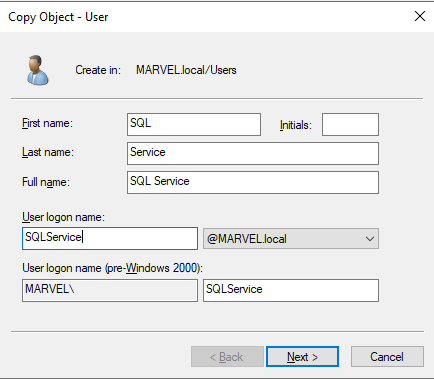 Copy Object - User
Create in: MARVEL.local/Users
First name: SQL Initials:
Last name: Service
Full name: SQL Service
User logon name:
SQLService @MARVEL.local
User logon name (pre-Windows 2000):
MARVEL\ SQLService
< Back Next > Cancel